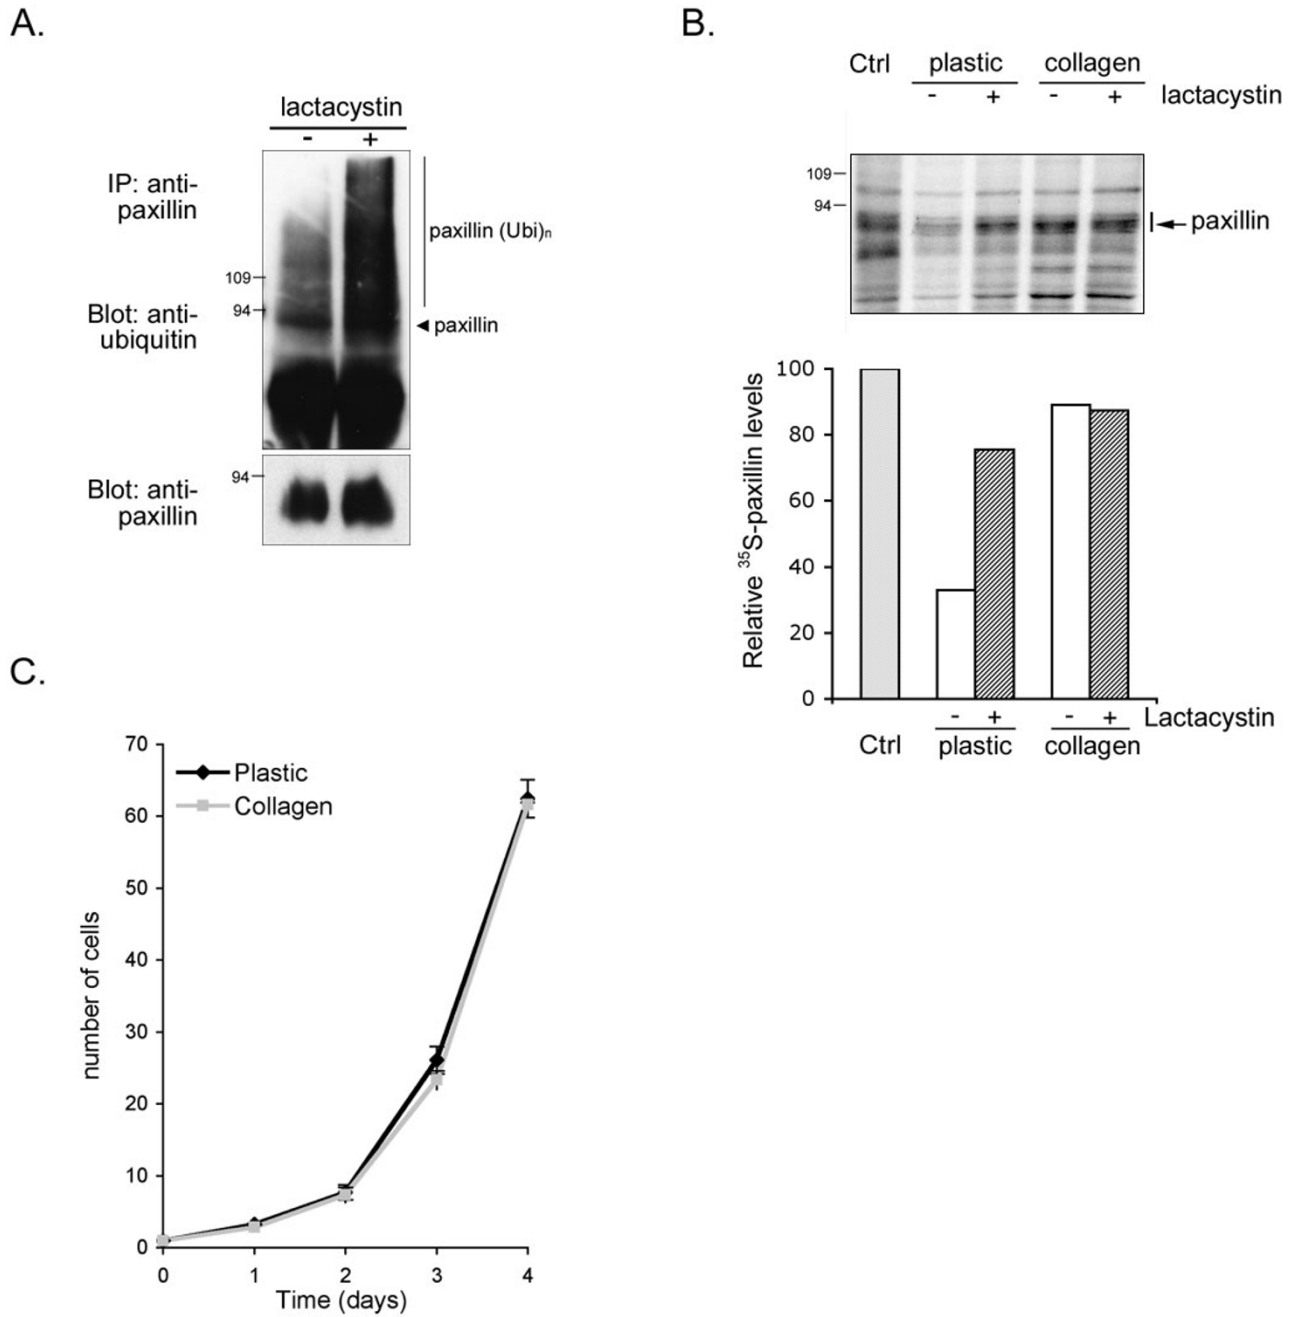 A.
lactacystin
- +
IP: anti-
paxillin
paxillin (Ubi)n
109
94
Blot: anti-
ubiquitin
paxillin
94
Blot: anti-
paxillin
B.
Ctrl plastic collagen
- + - + lactacystin
109
94
paxillin
100
80
60
40
20
0
Relative 35S-paxillin levels
- + - + Lactacystin
Ctrl plastic collagen
C.
70
60
50
40
30
20
10
0
Plastic
Collagen
number of cells
0 1 2 3 4
Time (days)